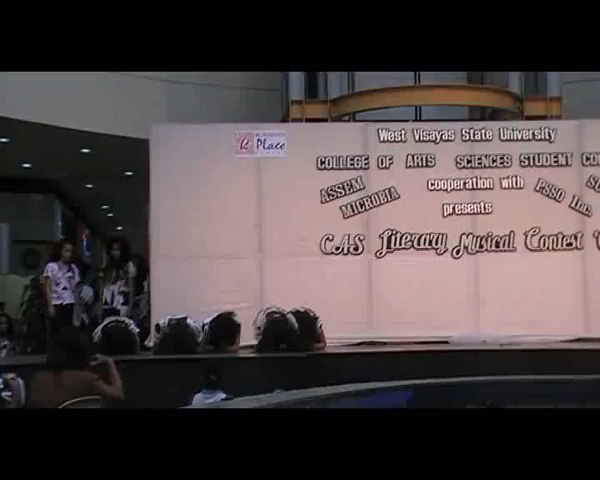 Place
West Visayas State University
COLLEGE OF ARTS SCIENCES STUDENT
ASSEM
cooperation with
PSSO Inc.
MICROBIA
presents
CAS Literary Musical Contest